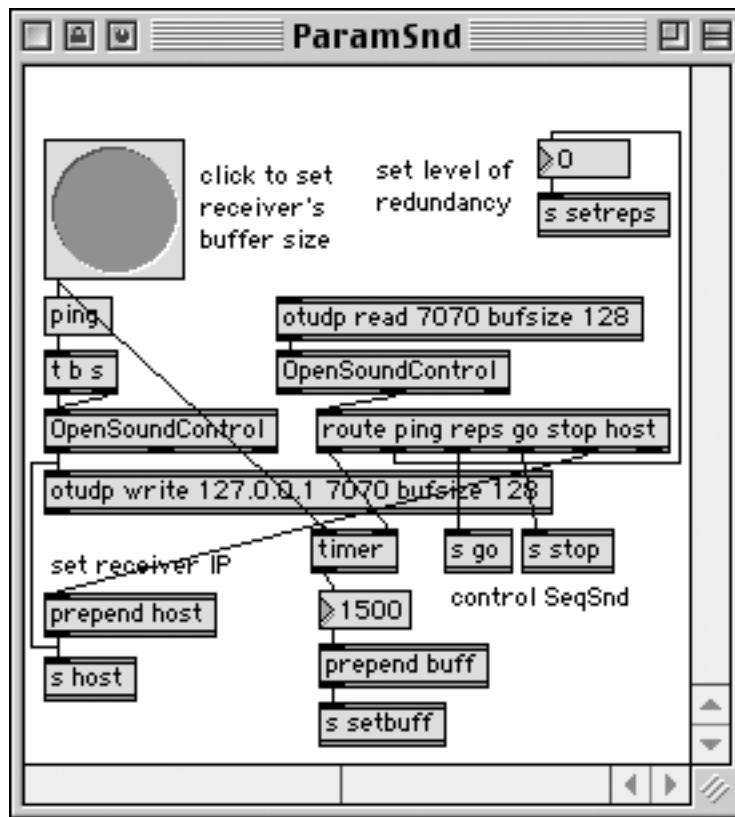 ParamSnd
click to set
receiver's
buffer size
set level of
redundancy
0
s setreps
ping
otudp read 7070 bufsize 128
t b s
OpenSoundControl
OpenSoundControl
route ping reps go stop host
otudp write 127.0.0.1 7070 bufsize 128
set receiver IP
timer
s go
s stop
prepend host
1500
control SeqSnd
s host
prepend buff
s setbuff